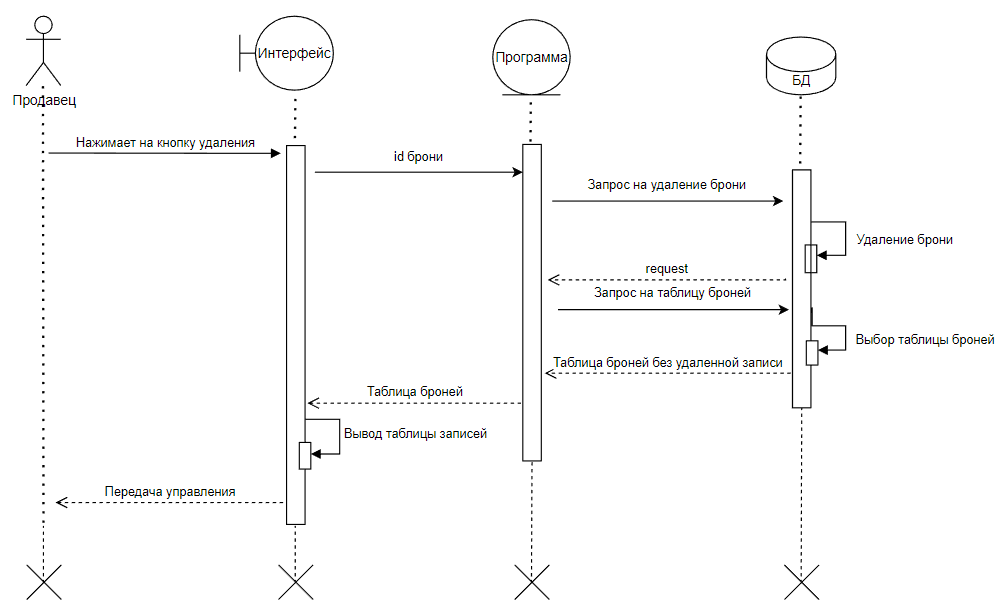 Интерфейс
Программа
БД
Продавец
Нажимает на кнопку удаления
id брони
Запрос на удаление брони
Удаление брони
request
Запрос на таблицу броней
Выбор таблицы броней
Таблица броней без удаленной записи
Таблица броней
Вывод таблицы записей
Передача управления